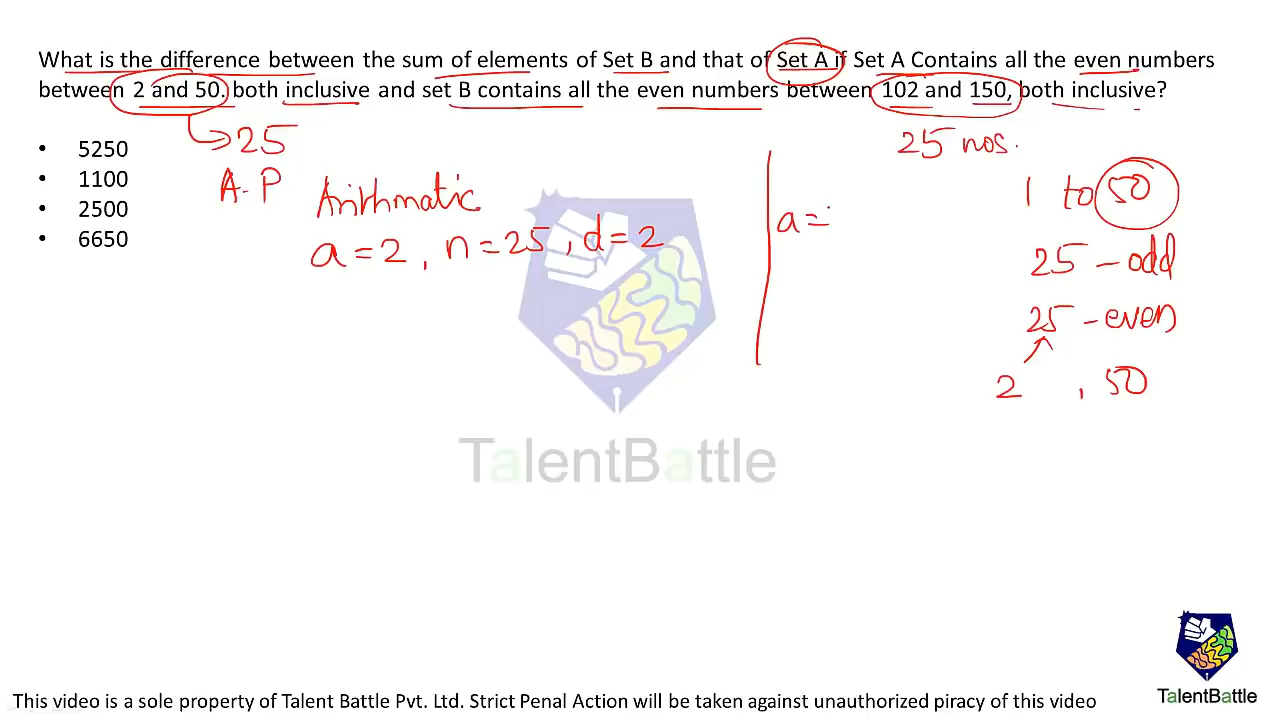 What is the difference between the sum of elements of Set B and that of Set A if Set A Contains all the even numbers
between 2 and 50. both inclusive and set B contains all the even numbers between 102 and 150, both inclusive?
• 5250
• 1100
• 2500
• 6650
25
A.P
Arithmatic
a = 2 , n = 25 , d = 2
a =
25 nos.
1 to 50
25 - odd
25 - even
2 , 50
TalentBattle
TalentBattle
This video is a sole property of Talent Battle Pvt. Ltd. Strict Penal Action will be taken against unauthorized piracy of this video